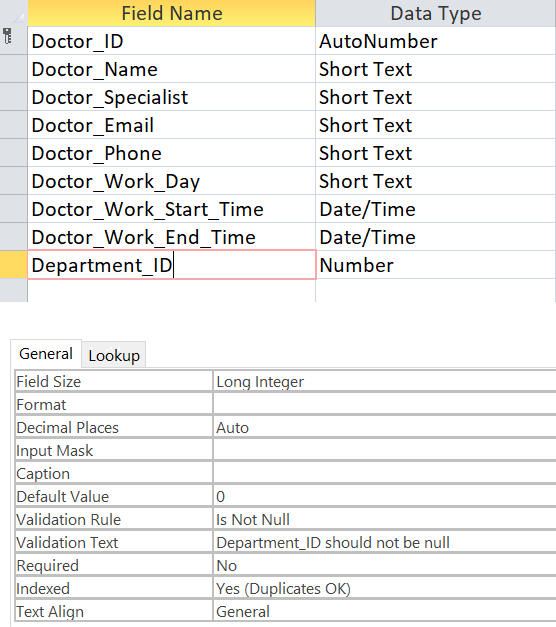 Field Name Data Type
Doctor_ID AutoNumber
Doctor_Name Short Text
Doctor_Specialist Short Text
Doctor_Email Short Text
Doctor_Phone Short Text
Doctor_Work_Day Short Text
Doctor_Work_Start_Time Date/Time
Doctor_Work_End_Time Date/Time
Department_ID Number
General Lookup
Field Size Long Integer
Format
Decimal Places Auto
Input Mask
Caption
Default Value 0
Validation Rule Is Not Null
Validation Text Department_ID should not be null
Required No
Indexed Yes (Duplicates OK)
Text Align General